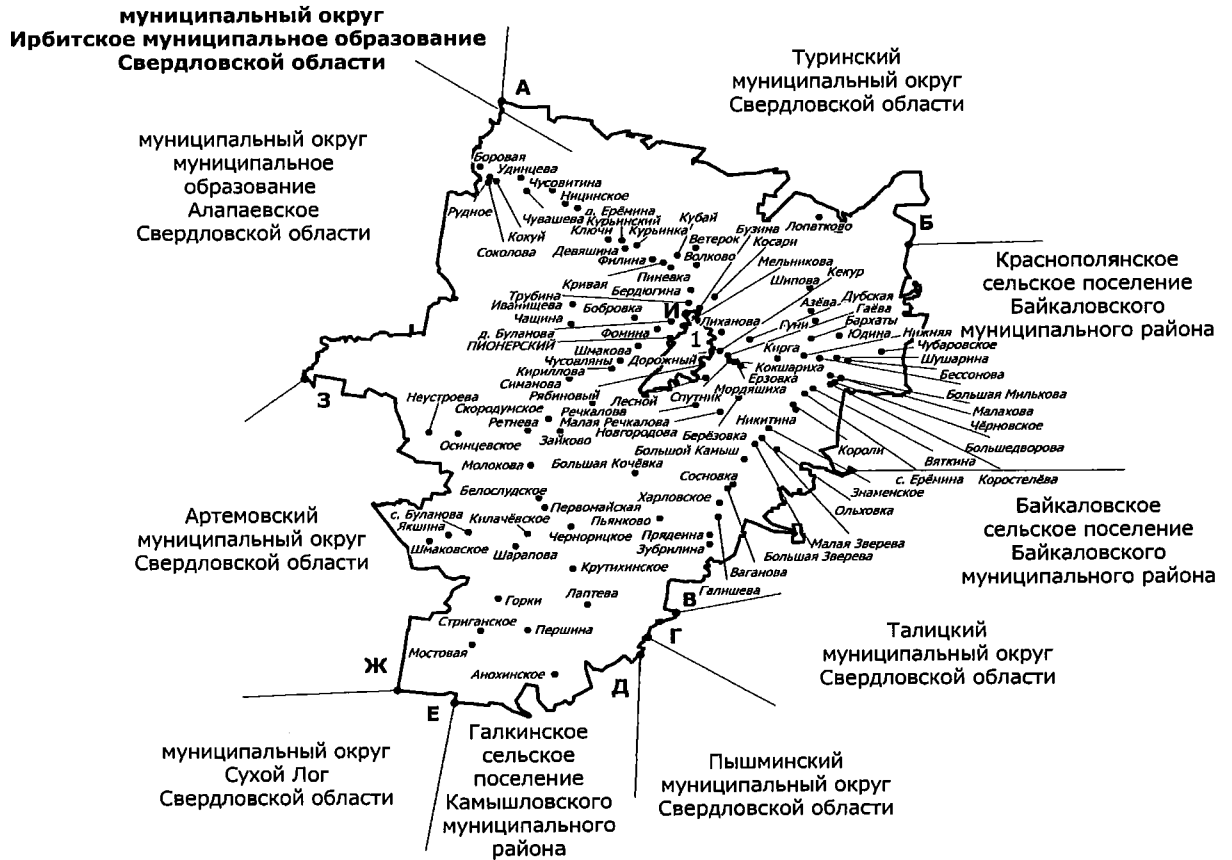 муниципальный округ
Ирбитское муниципальное образование
Свердловской области
А
Туринский
муниципальный округ
Свердловской области
муниципальный округ
муниципальное
образование
Алапаевское
Свердловской области
Боровая
Удинцева
Чусовитина
Ницинское
д. Ерёмина
Рудное
Кокуй
Соколова
Чувашева
Курьинский
Ключи
Курьинка
Кубай
Девяшина
Филина
Ветерок
Волково
Бузина
Косари
Лопатково
Б
Мельникова
Кривая
Пиневка
Шипова
Кекур
Краснополянское
сельское поселение
Байкаловского
муниципального района
Трубина
Бердюгина
Иванищева
Бобровка
И
Азёва
Дубская
Гаёва
Чащина
д. Буланова
Фомина
Лиханова
Гуни
Бархаты
Юдина
Нижняя
ПИОНЕРСКИЙ
1
Чубаровское
Шмакова
Чусовляны
Дорожный
Кирга
Шушарина
Кириллова
Кокшариха
Бессонова
Симанова
Ерзовка
З
Неустроева
Рябиновый
Лесной
Спутник
Мордяшиха
Большая Милькова
Скородумское
Речкалова
Малахова
Ретнева
Малая Речкалова
Никитина
Чёрновское
Осинцевское
Зайково
Новгородова
Берёзовка
Большой Камыш
Короли
Большедворова
Молокова
Большая Кочёвка
Вяткина
Сосновка
с. Ерёмина
Коростелёва
Белослудское
Харловское
Знаменское
Первонайская
Ольховка
с. Буланова
Якшина
Килачёвское
Пьянково
Артемовский
муниципальный округ
Свердловской области
Байкаловское
сельское поселение
Байкаловского
муниципального района
Чернорицкое
Пряденна
Малая Зверева
Шмаковское
Шарапова
Зубрилина
Большая Зверева
Крутихинское
Ваганова
Галишева
Горки
Лаптева
В
Стриганское
Першина
Г
Талицкий
муниципальный округ
Свердловской области
Мостовая
Анохинское
Ж
Д
Е
муниципальный округ
Сухой Лог
Свердловской области
Галкинское
сельское
поселение
Камышловского
муниципального
района
Пышминский
муниципальный округ
Свердловской области